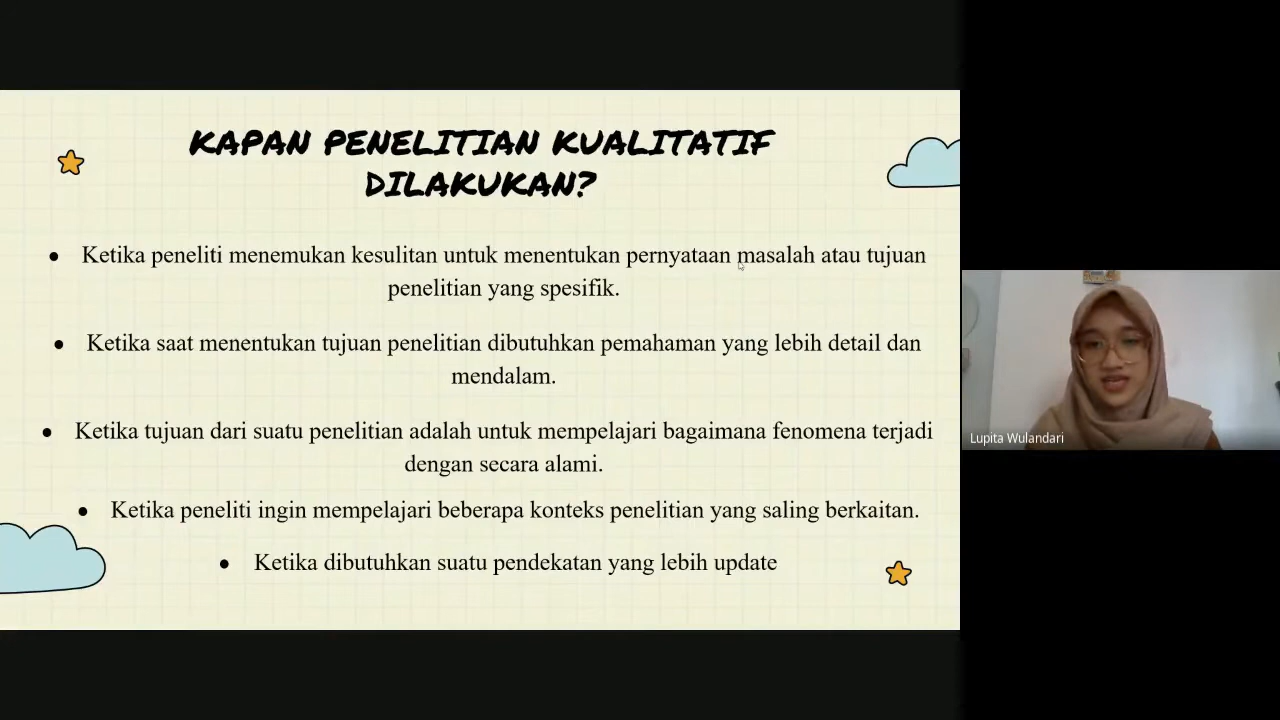 KAPAN PENELITIAN KUALITATIF
DILAKUKAN?
● Ketika peneliti menemukan kesulitan untuk menentukan pernyataan masalah atau tujuan
penelitian yang spesifik.
● Ketika saat menentukan tujuan penelitian dibutuhkan pemahaman yang lebih detail dan
mendalam.
● Ketika tujuan dari suatu penelitian adalah untuk mempelajari bagaimana fenomena terjadi
dengan secara alami.
● Ketika peneliti ingin mempelajari beberapa konteks penelitian yang saling berkaitan.
● Ketika dibutuhkan suatu pendekatan yang lebih update
Lupita Wulandari